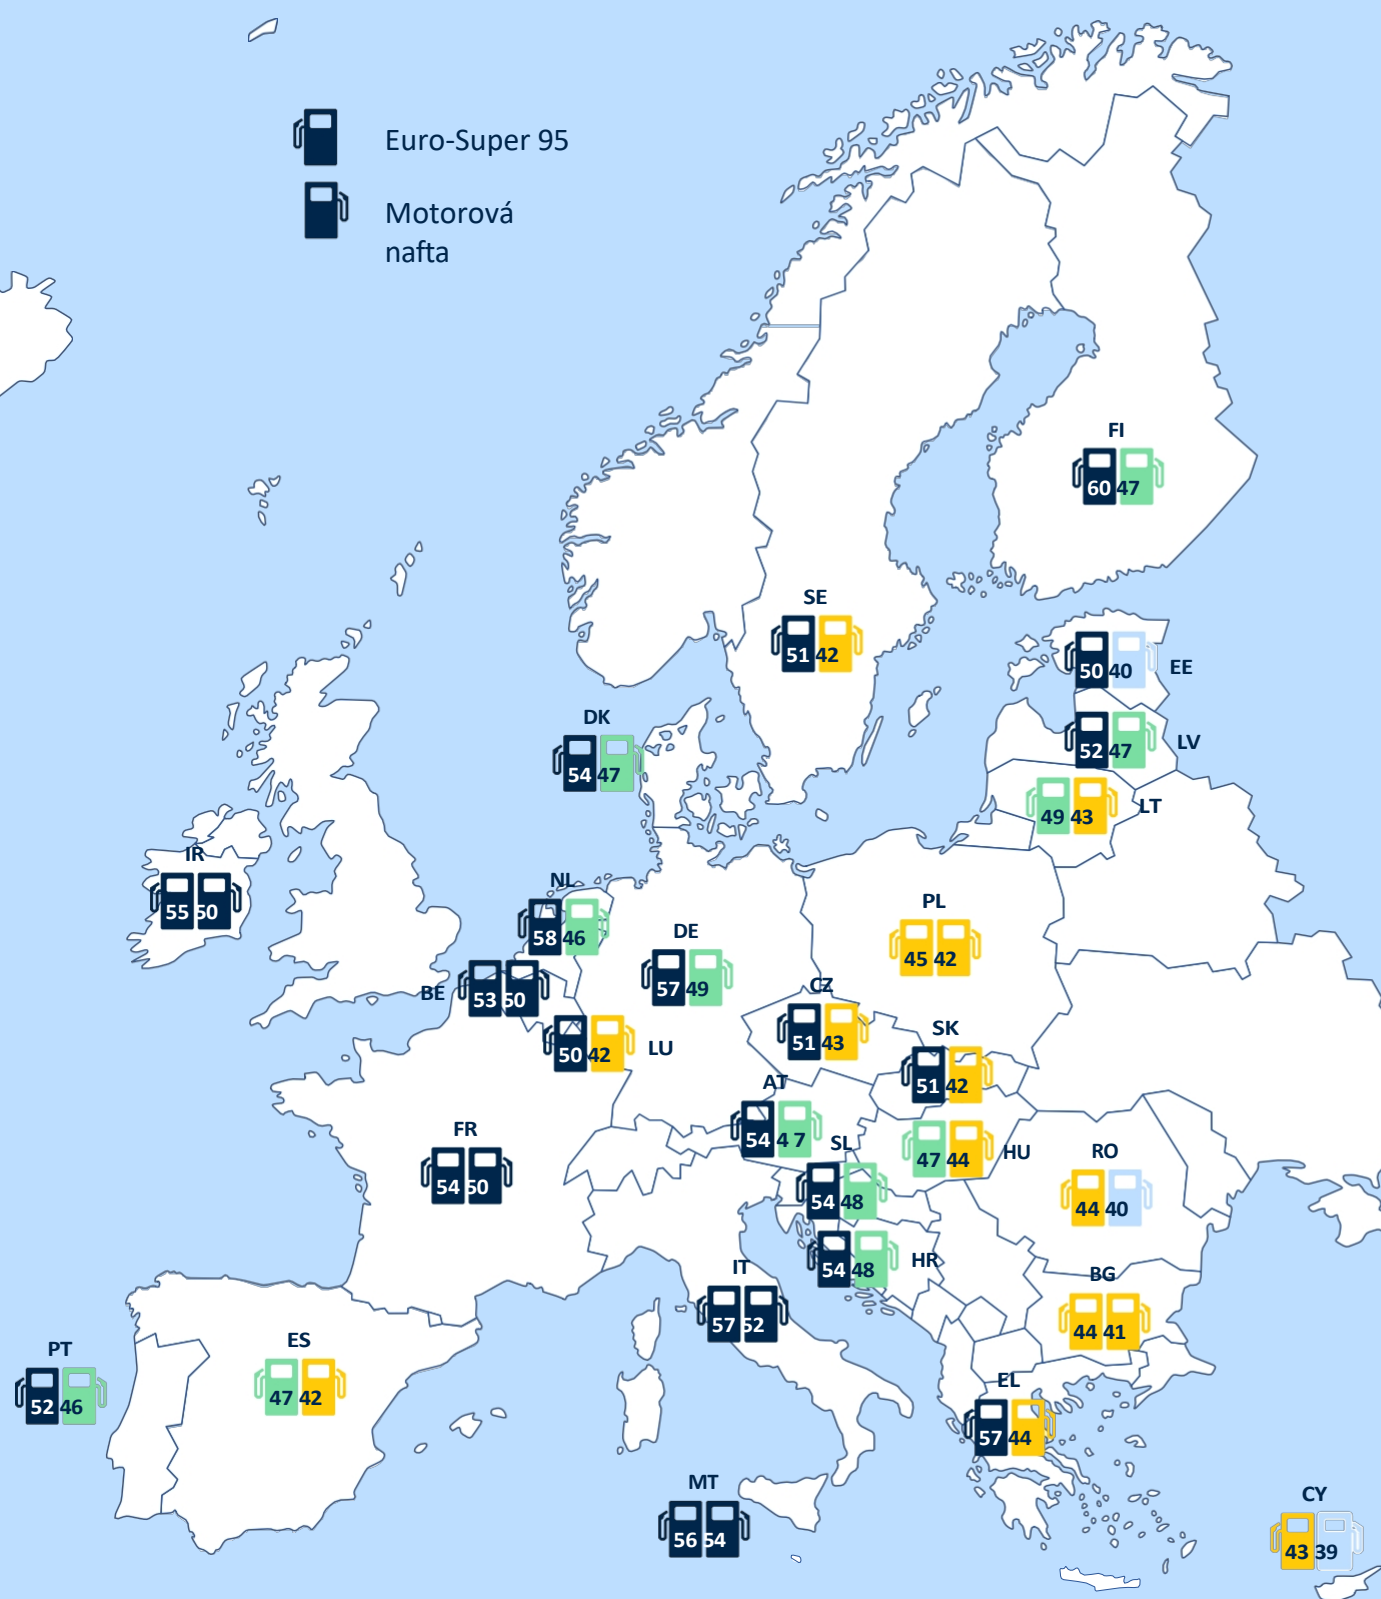 Euro-Super 95
Motorová
nafta
FI
60 47
SE
51 42
50 40 EE
DK
54 47
52 47 LV
49 43 LT
IR
55 50
NL
58 46
PL
45 42
DE
57 49
BE 53 50
CZ
51 43
50 42 LU
SK
51 42
AT
54 4 7
FR
54 50
SL
54 48
47 44 HU
RO
44 40
54 48 HR
IT
57 52
BG
44 41
PT
52 46
ES
47 42
EL
57 44
MT
56 54
CY
43 39